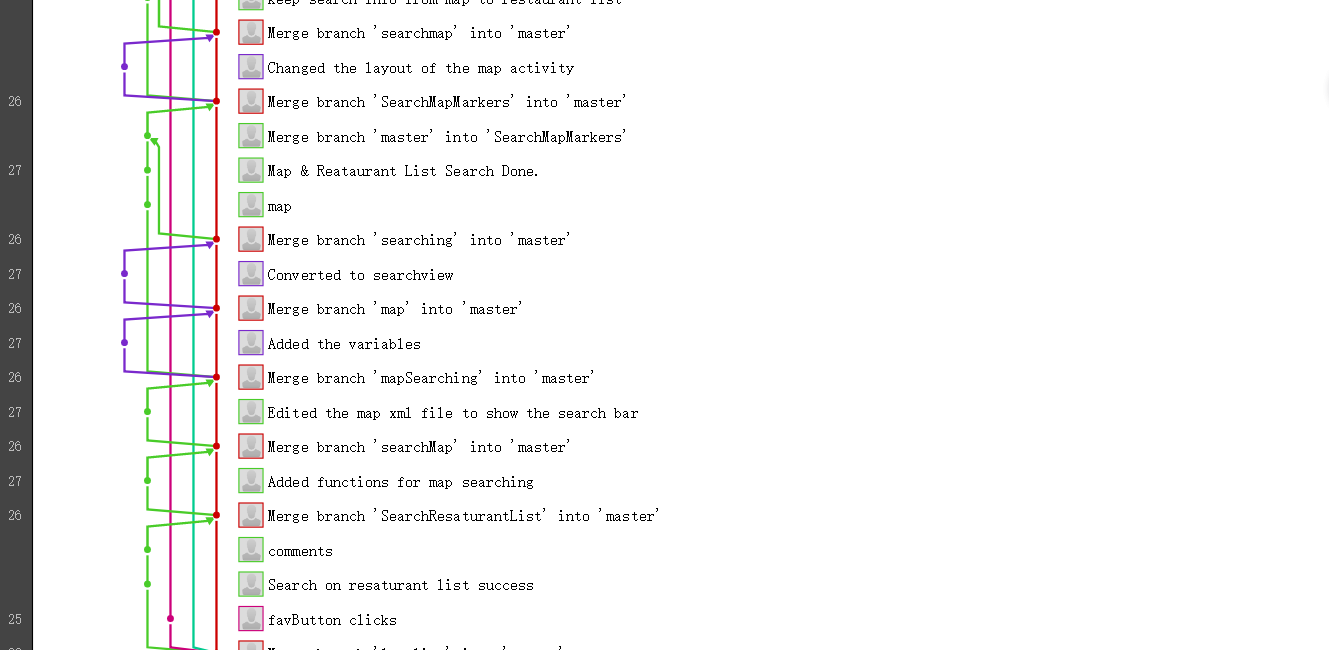 keep search info from map to restaurant list
Merge branch 'searchmap' into 'master'
Changed the layout of the map activity
26 Merge branch 'SearchMapMarkers' into 'master'
Merge branch 'master' into 'SearchMapMarkers'
27 Map & Reataurant List Search Done.
map
26 Merge branch 'searching' into 'master'
27 Converted to searchview
26 Merge branch 'map' into 'master'
27 Added the variables
26 Merge branch 'mapSearching' into 'master'
27 Edited the map xml file to show the search bar
26 Merge branch 'searchMap' into 'master'
27 Added functions for map searching
26 Merge branch 'SearchResaturantList' into 'master'
comments
Search on resaturant list success
25 favButton clicks